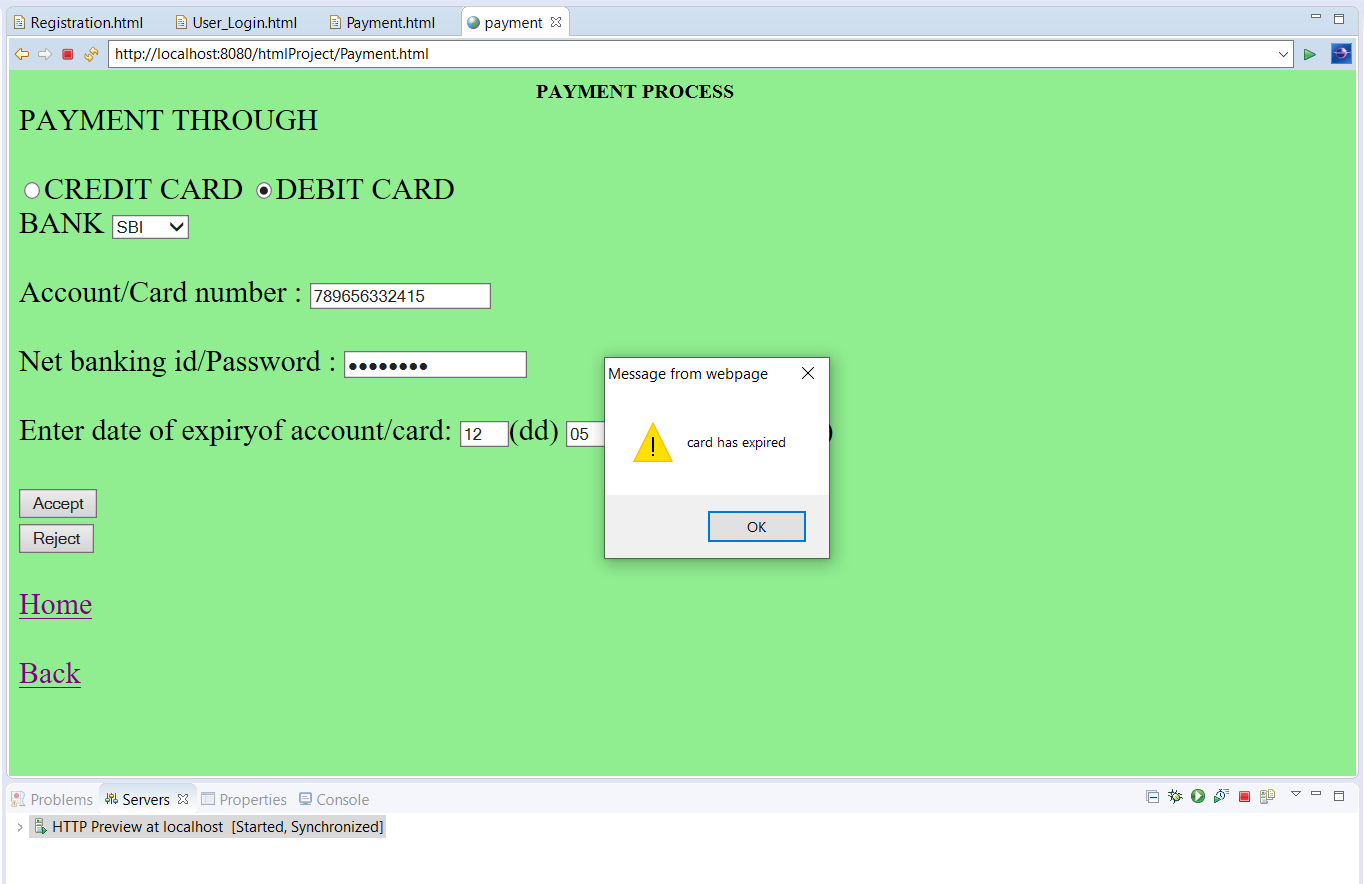 Registration.html User_Login.html Payment.html payment
http://localhost:8080/htmlProject/Payment.html
PAYMENT PROCESS
PAYMENT THROUGH
CREDIT CARD DEBIT CARD
BANK SBI
Account/Card number : 789656332415
Net banking id/Password : ●●●●●●●●
Enter date of expiryof account/card: 12 (dd) 05 )
Message from webpage
card has expired
OK
Accept
Reject
Home
Back
Problems Servers Properties Console
HTTP Preview at localhost [Started, Synchronized]